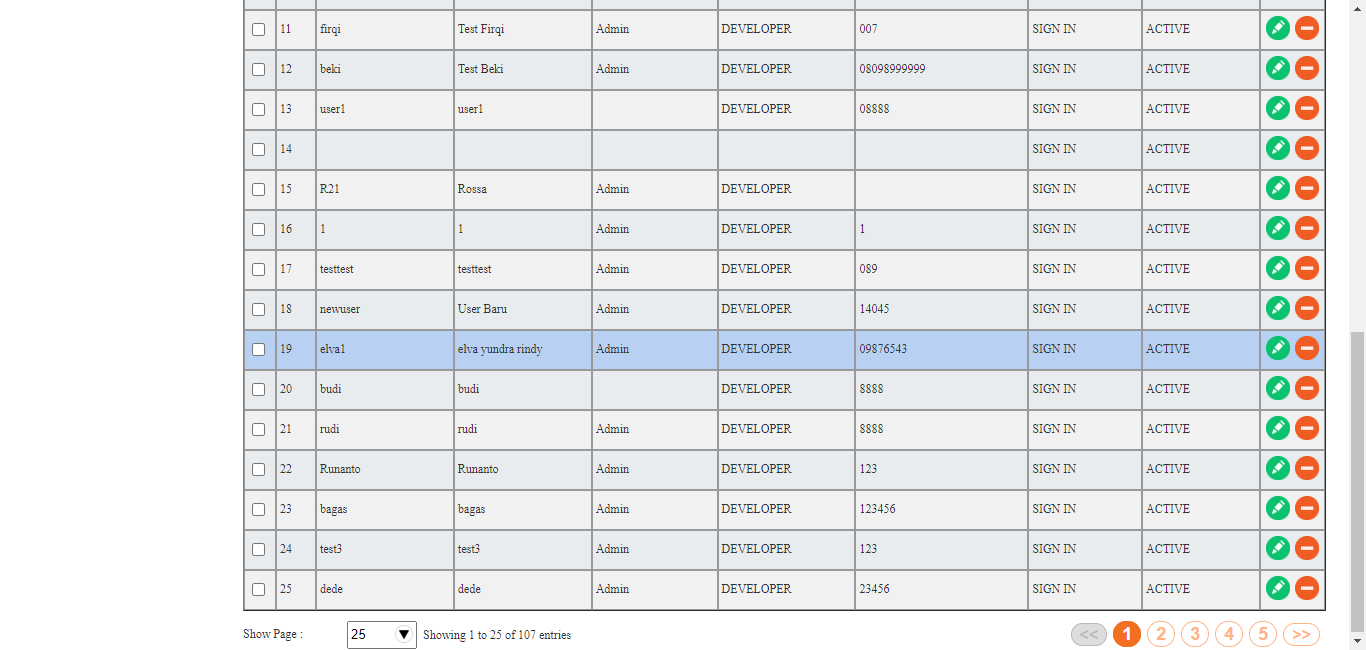 11 firqi Test Firqi Admin DEVELOPER 007 SIGN IN ACTIVE
12 beki Test Beki Admin DEVELOPER 08098999999 SIGN IN ACTIVE
13 user1 user1 DEVELOPER 08888 SIGN IN ACTIVE
14 SIGN IN ACTIVE
15 R21 Rossa Admin DEVELOPER SIGN IN ACTIVE
16 1 1 Admin DEVELOPER 1 SIGN IN ACTIVE
17 testtest testtest Admin DEVELOPER 089 SIGN IN ACTIVE
18 newuser User Baru Admin DEVELOPER 14045 SIGN IN ACTIVE
19 elva1 elva yundra rindy Admin DEVELOPER 09876543 SIGN IN ACTIVE
20 budi budi DEVELOPER 8888 SIGN IN ACTIVE
21 rudi rudi Admin DEVELOPER 8888 SIGN IN ACTIVE
22 Runanto Runanto Admin DEVELOPER 123 SIGN IN ACTIVE
23 bagas bagas Admin DEVELOPER 123456 SIGN IN ACTIVE
24 test3 test3 Admin DEVELOPER 123 SIGN IN ACTIVE
25 dede dede Admin DEVELOPER 23456 SIGN IN ACTIVE
Show Page : 25 Showing 1 to 25 of 107 entries << 1 2 3 4 5 >>